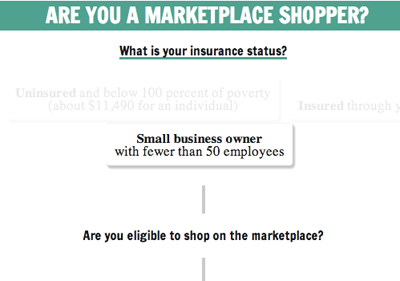 ARE YOU A MARKETPLACE SHOPPER?
What is your insurance status?
Uninsured and below 100 percent of poverty
(about $11,490 for an individual)
Insured through
Small business owner
with fewer than 50 employees
Are you eligible to shop on the marketplace?